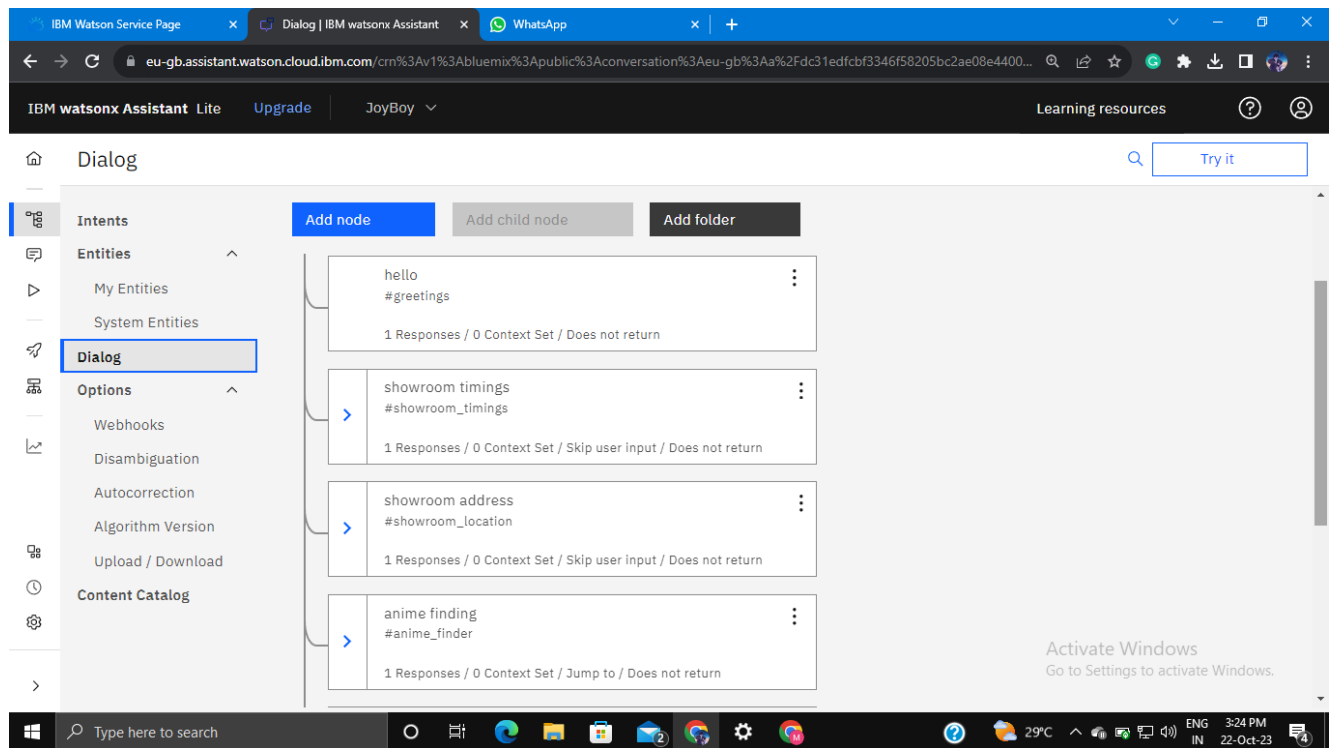 IBM Watson Service Page
Dialog | IBM watsonx Assistant
WhatsApp
eu-gb.assistant.watson.cloud.ibm.com/crn%3Av1%3Abluemix%3Apublic%3Aconversation%3Aeu-gb%3Aa%2Fdc31edfcbf3346f58205bc2ae08e4400...
IBM watsonx Assistant Lite
Upgrade
JoyBoy
Learning resources
Dialog
Try it
Intents
Entities
My Entities
System Entities
Dialog
Options
Webhooks
Disambiguation
Autocorrection
Algorithm Version
Upload / Download
Content Catalog
Add node
Add child node
Add folder
hello
#greetings
1 Responses / 0 Context Set / Does not return
showroom timings
#showroom_timings
1 Responses / 0 Context Set / Skip user input / Does not return
showroom address
#showroom_location
1 Responses / 0 Context Set / Skip user input / Does not return
anime finding
#anime_finder
1 Responses / 0 Context Set / Jump to / Does not return
Activate Windows
Go to Settings to activate Windows.
Type here to search
2
29°C
ENG
IN
3:24 PM
22-Oct-23
4